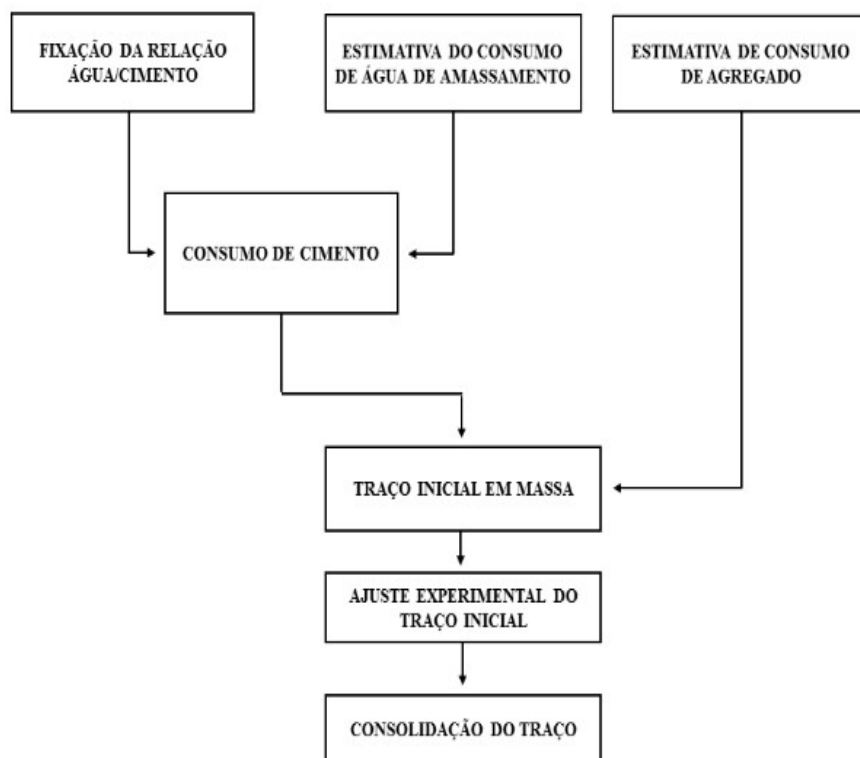 FIXAÇÃO DA RELAÇÃO
ÁGUA/CIMENTO
ESTIMATIVA DO CONSUMO
DE ÁGUA DE AMASSAMENTO
ESTIMATIVA DE CONSUMO
DE AGREGADO
CONSUMO DE CIMENTO
TRAÇO INICIAL EM MASSA
AJUSTE EXPERIMENTAL DO
TRAÇO INICIAL
CONSOLIDAÇÃO DO TRAÇO